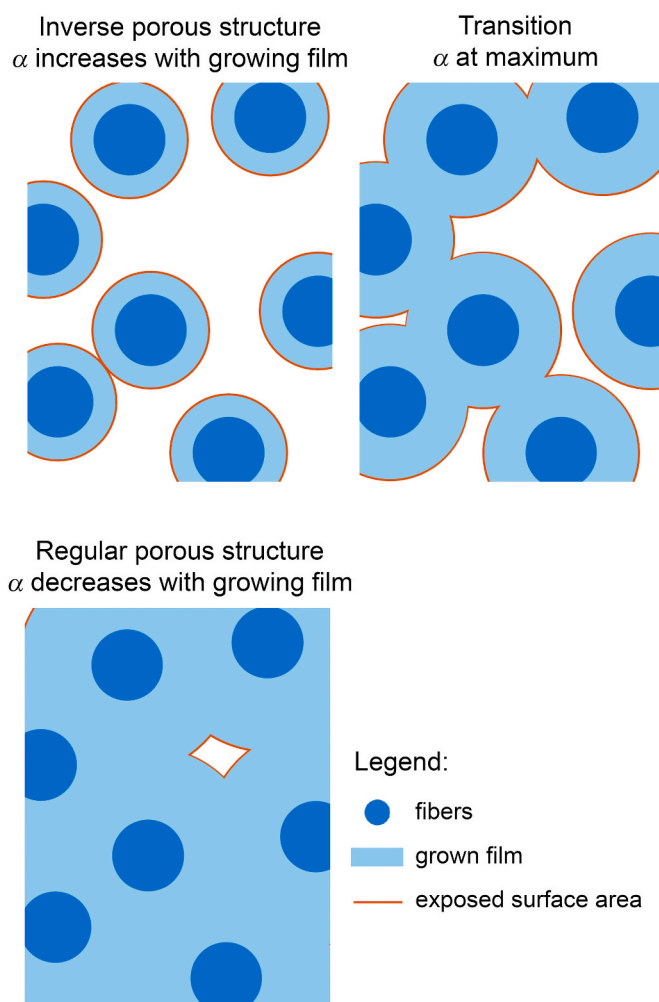 Inverse porous structure
α increases with growing film
Transition
α at maximum
Regular porous structure
α decreases with growing film
Legend:
fibers
grown film
exposed surface area